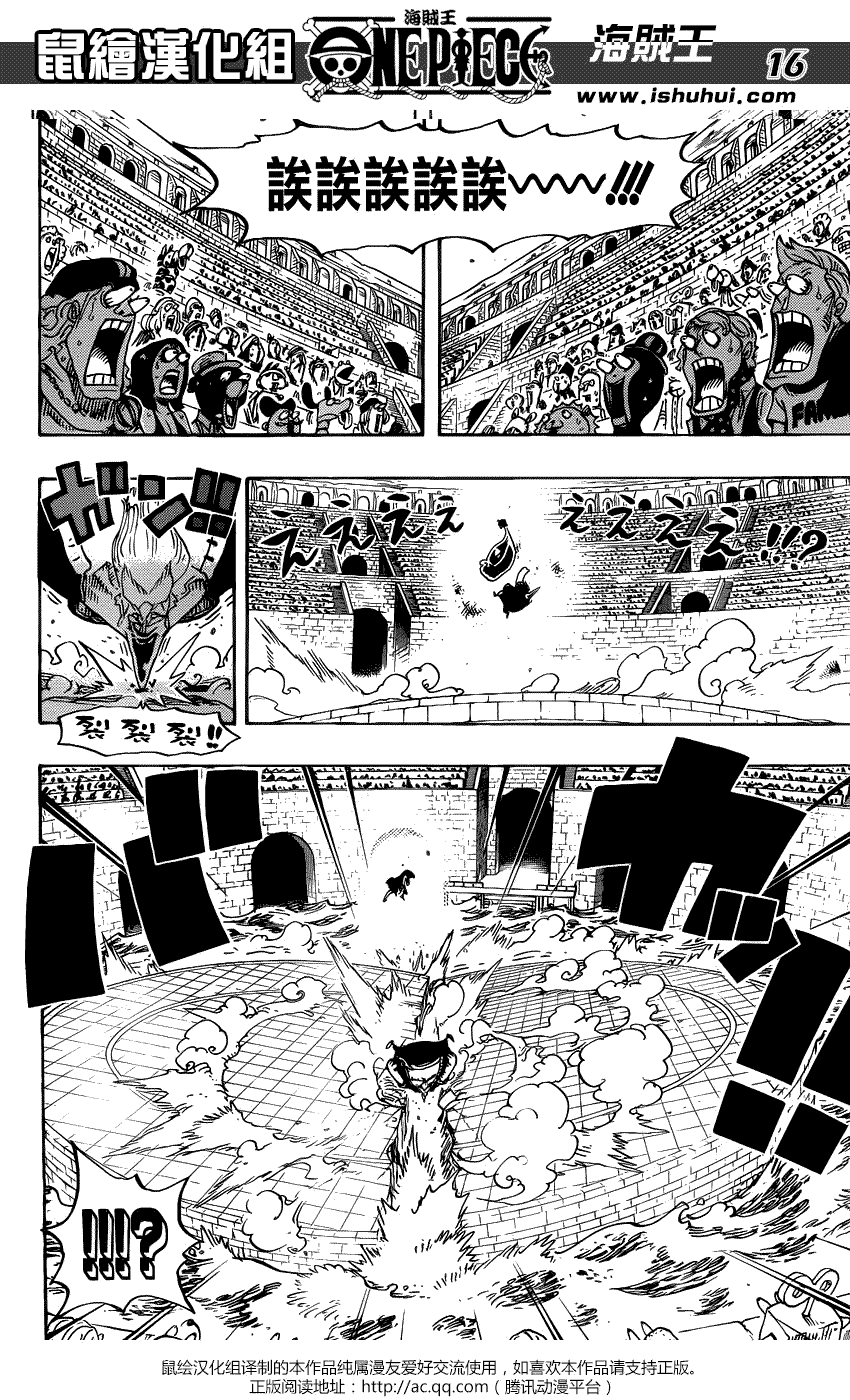 鼠繪漢化組
海賊王
ONE PIECE
海賊王
16
www.ishuhui.com
誒誒誒誒誒〰〰!!!
FAM
ええええ
えええええ!!!?
ガーン!!
裂裂裂!!
ガガ
!!
!!!?
鼠绘汉化组译制的本作品纯属漫友爱好交流使用，如喜欢本作品请支持正版。
正版阅读地址：http://ac.qq.com（腾讯动漫平台）